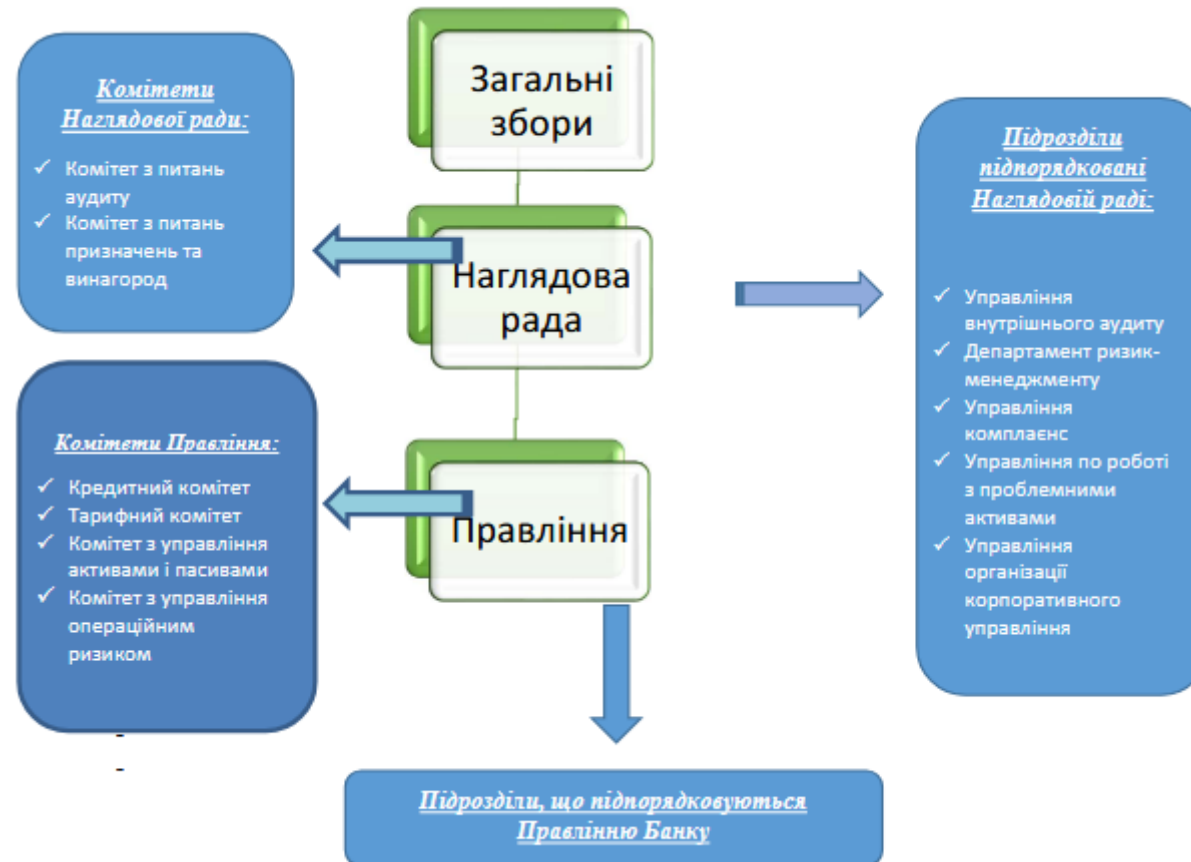 Загальні
збори
Комітети
Наглядової ради:
✓ Комітет з питань
аудиту
✓ Комітет з питань
призначень та
винагород
Наглядова
рада
Підрозділи
підпорядковані
Наглядовій раді:
✓ Управління
внутрішнього аудиту
✓ Департамент ризик-
менеджменту
✓ Управління
комплаєнс
✓ Управління по роботі
з проблемними
активами
✓ Управління
організації
корпоративного
управління
Комітети Правління:
✓ Кредитний комітет
✓ Тарифний комітет
✓ Комітет з управління
активами і пасивами
✓ Комітет з управління
операційним
ризиком
Правління
-
-
Підрозділи, що підпорядковуються
Правлінню Банку